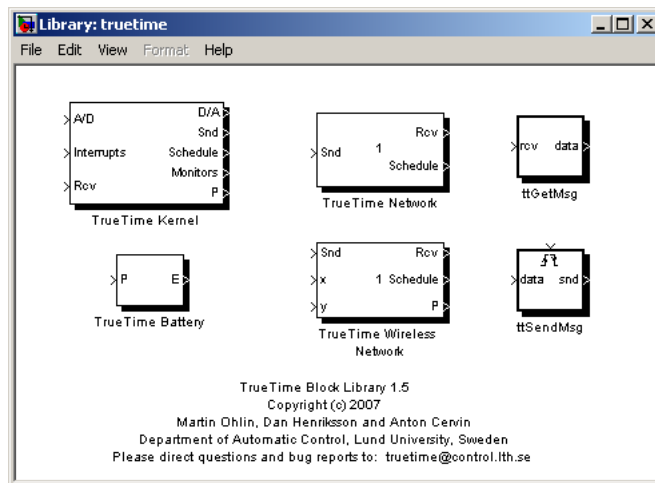 Library: truetime
File Edit View Format Help
A/D
Interrupts
Rcv
D/A
Snd
Schedule
Monitors
P
TrueTime Kernel
Snd
1
Rcv
Schedule
TrueTime Network
rcv data
ttGetMsg
P E
TrueTime Battery
Snd
x
y
1
Rcv
Schedule
P
TrueTime Wireless
Network
data snd
ttSendMsg
TrueTime Block Library 1.5
Copyright (c) 2007
Martin Ohlin, Dan Henriksson and Anton Cervin
Department of Automatic Control, Lund University, Sweden
Please direct questions and bug reports to: truetime@control.lth.se